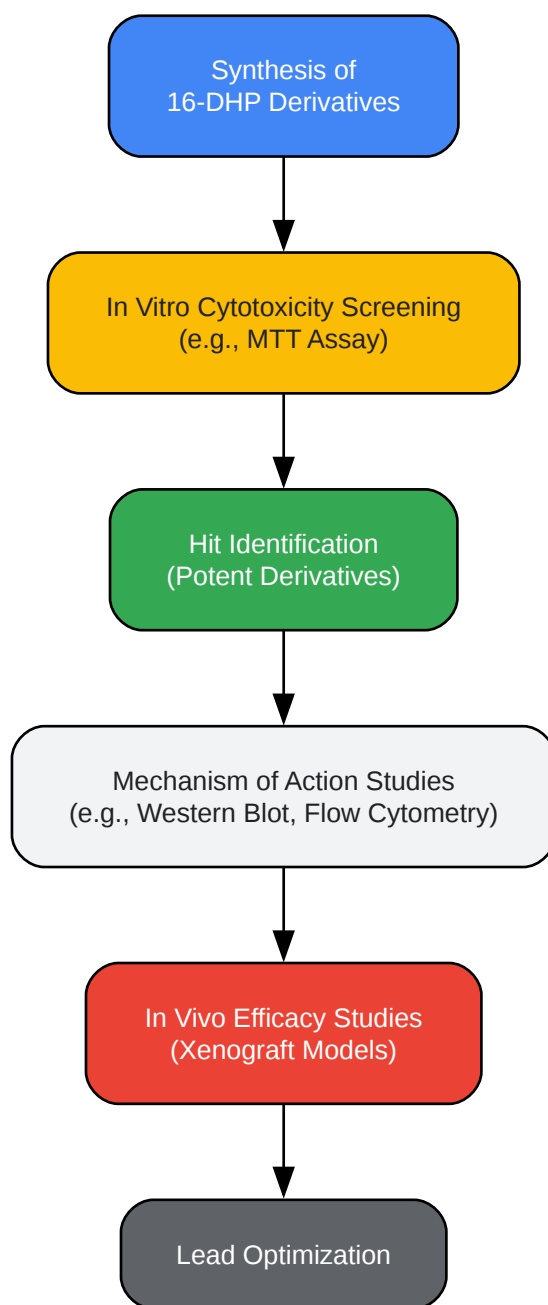 Synthesis of
16-DHP Derivatives
In Vitro Cytotoxicity Screening
(e.g., MTT Assay)
Hit Identification
(Potent Derivatives)
Mechanism of Action Studies
(e.g., Western Blot, Flow Cytometry)
In Vivo Efficacy Studies
(Xenograft Models)
Lead Optimization